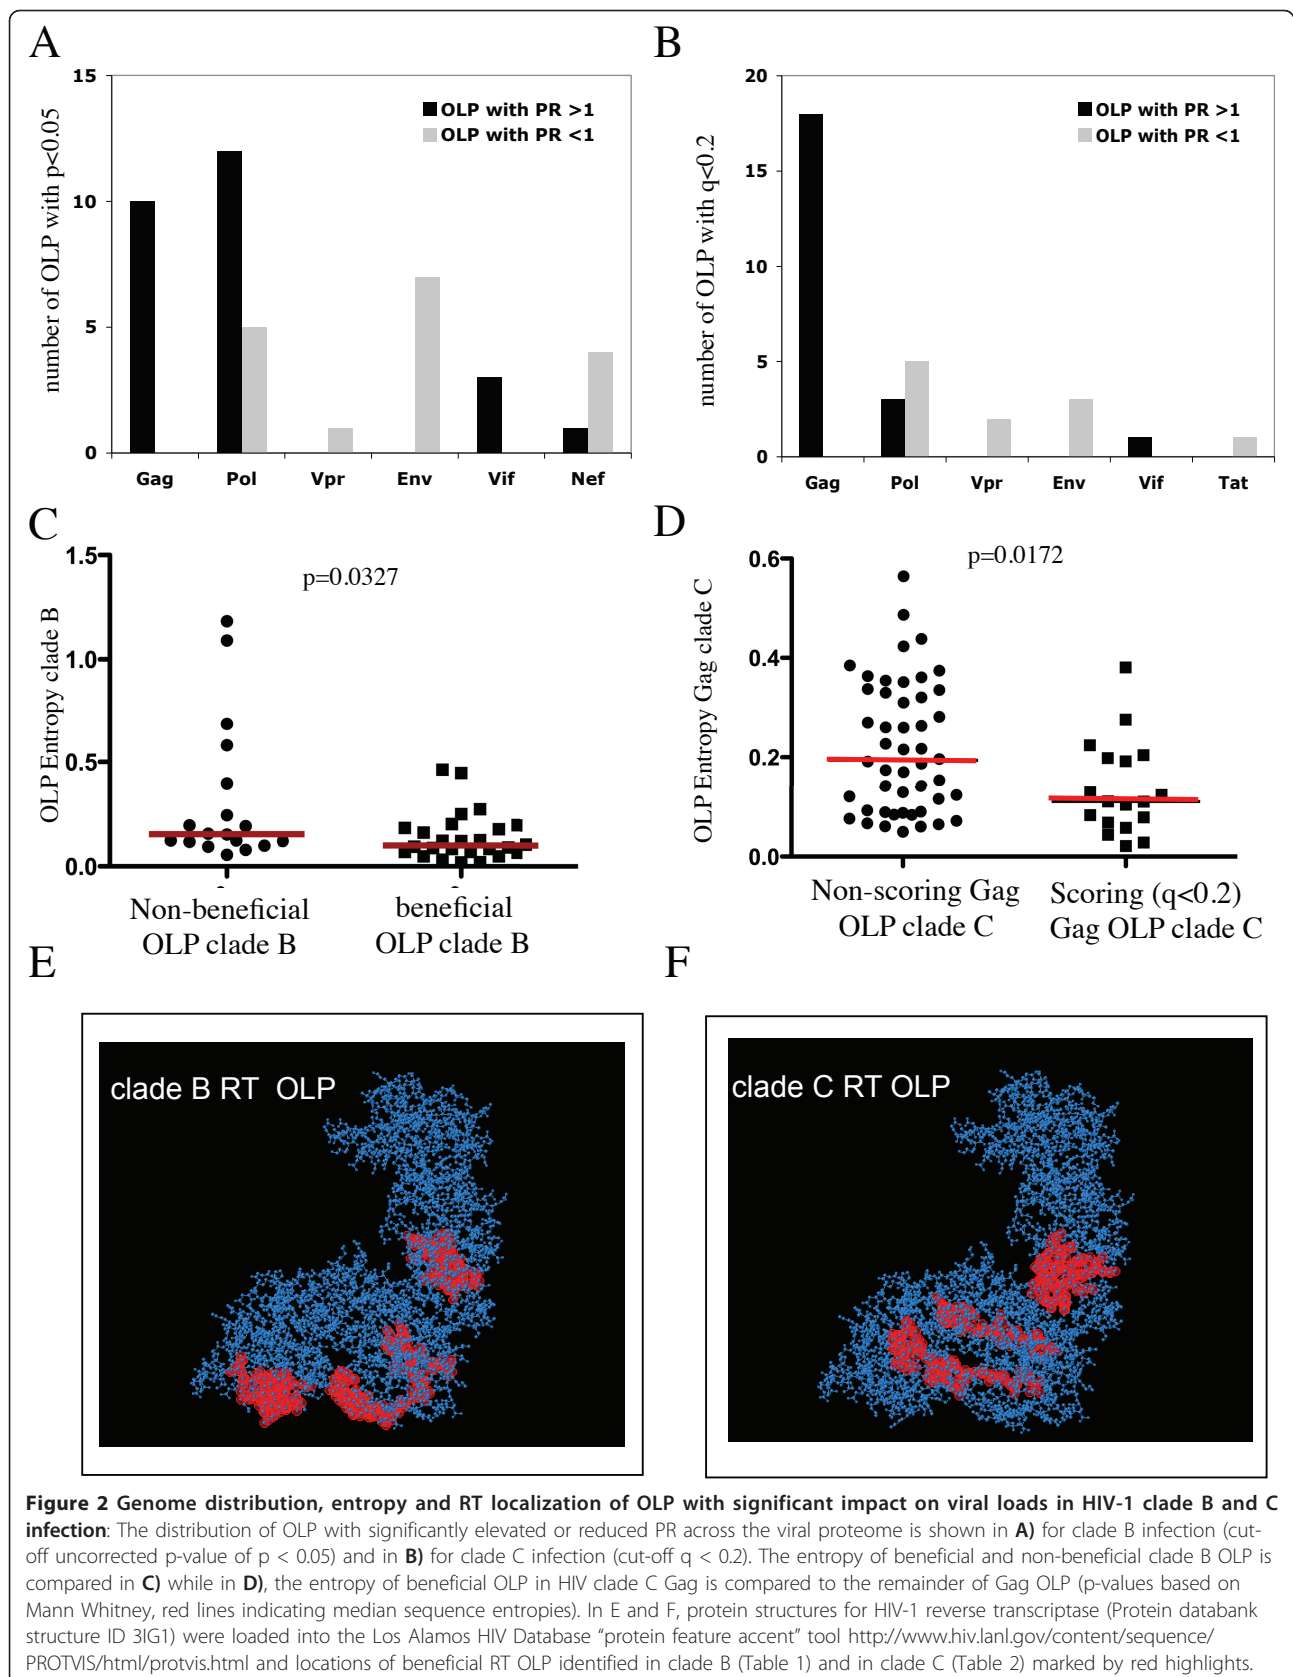 A
number of OLP with p<0.05
15
10
5
0
OLP with PR >1
OLP with PR <1
Gag Pol Vpr Env Vif Nef
B
number of OLP with q<0.2
20
15
10
5
0
OLP with PR >1
OLP with PR <1
Gag Pol Vpr Env Vif Tat
C
OLP Entropy clade B
1.5
1.0
0.5
0.0
p=0.0327
Non-beneficial
OLP clade B
beneficial
OLP clade B
D
OLP Entropy Gag clade C
0.6
0.4
0.2
0.0
p=0.0172
Non-scoring Gag
OLP clade C
Scoring (q<0.2)
Gag OLP clade C
E
clade B RT OLP
F
clade C RT OLP
Figure 2 Genome distribution, entropy and RT localization of OLP with significant impact on viral loads in HIV-1 clade B and C
infection: The distribution of OLP with significantly elevated or reduced PR across the viral proteome is shown in A) for clade B infection (cut-
off uncorrected p-value of p < 0.05) and in B) for clade C infection (cut-off q < 0.2). The entropy of beneficial and non-beneficial clade B OLP is
compared in C) while in D), the entropy of beneficial OLP in HIV clade C Gag is compared to the remainder of Gag OLP (p-values based on
Mann Whitney, red lines indicating median sequence entropies). In E and F, protein structures for HIV-1 reverse transcriptase (Protein databank
structure ID 3IG1) were loaded into the Los Alamos HIV Database "protein feature accent" tool http://www.hiv.lanl.gov/content/sequence/
PROTVIS/html/protvis.html and locations of beneficial RT OLP identified in clade B (Table 1) and in clade C (Table 2) marked by red highlights.